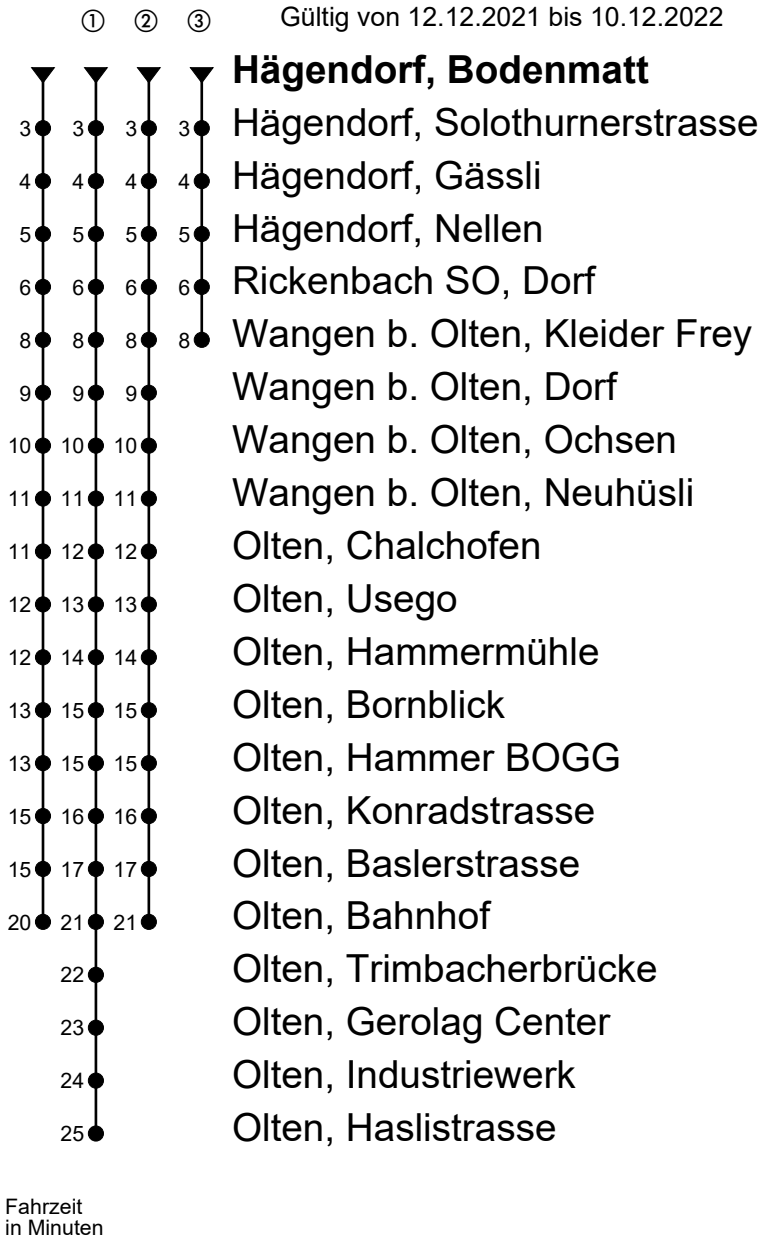 ① ② ③ Gültig von 12.12.2021 bis 10.12.2022
Hägendorf, Bodenmatt
3 3 3 3 Hägendorf, Solothurnerstrasse
4 4 4 4 Hägendorf, Gässli
5 5 5 5 Hägendorf, Nellen
6 6 6 6 Rickenbach SO, Dorf
8 8 8 8 Wangen b. Olten, Kleider Frey
9 9 9 Wangen b. Olten, Dorf
10 10 10 Wangen b. Olten, Ochsen
11 11 11 Wangen b. Olten, Neuhüsli
11 12 12 Olten, Chalchofen
12 13 13 Olten, Usego
12 14 14 Olten, Hammermühle
13 15 15 Olten, Bornblick
13 15 15 Olten, Hammer BOGG
15 16 16 Olten, Konradstrasse
15 17 17 Olten, Baslerstrasse
20 21 21 Olten, Bahnhof
22 Olten, Trimbacherbrücke
23 Olten, Gerolag Center
24 Olten, Industriewerk
25 Olten, Haslistrasse
Fahrzeit
in Minuten